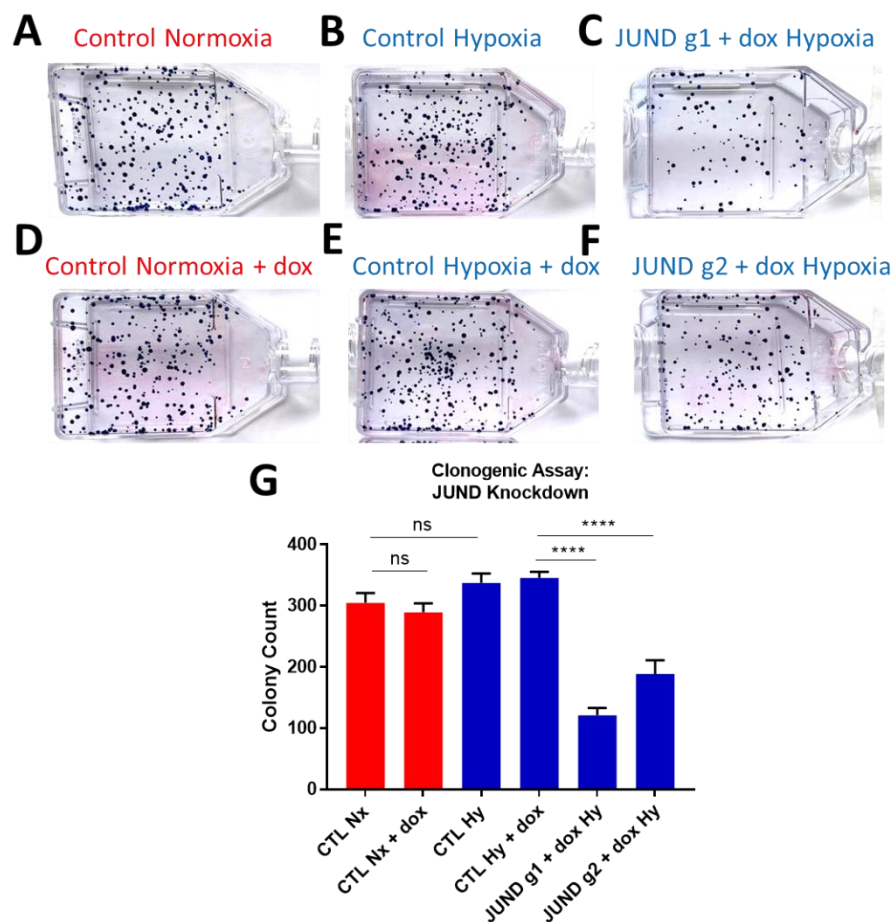 A Control Normoxia
B Control Hypoxia
C JUND g1 + dox Hypoxia
D Control Normoxia + dox
E Control Hypoxia + dox
F JUND g2 + dox Hypoxia
G
Clonogenic Assay:
JUND Knockdown
ns
ns
****
****
Colony Count
400
300
200
100
0
CTL Nx
CTL Nx + dox
CTL Hy
CTL Hy + dox
JUND g1 + dox Hy
JUND g2 + dox Hy